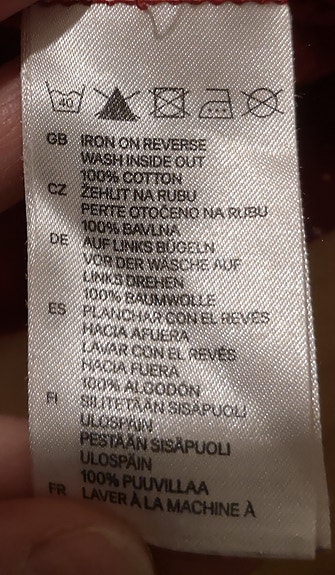 40
GB IRON ON REVERSE
WASH INSIDE OUT
100% COTTON
CZ ŽEHLIT NA RUBU
PERTE OTOČENO NA RUBU
100% BAVLNA
DE AUF LINKS BÜGELN
VOR DER WÄSCHE AUF
LINKS DREHEN
100% BAUMWOLLE
ES PLANCHAR CON EL REVÉS
HACIA AFUERA
LAVAR CON EL REVÉS
HACIA FUERA
100% ALGODÓN
FI SILITETÄÄN SISÄPUOLI
ULOSPÄIN
PESTÄÄN SISÄPUOLI
ULOSPÄIN
100% PUUVILLAA
FR LAVER À LA MACHINE À